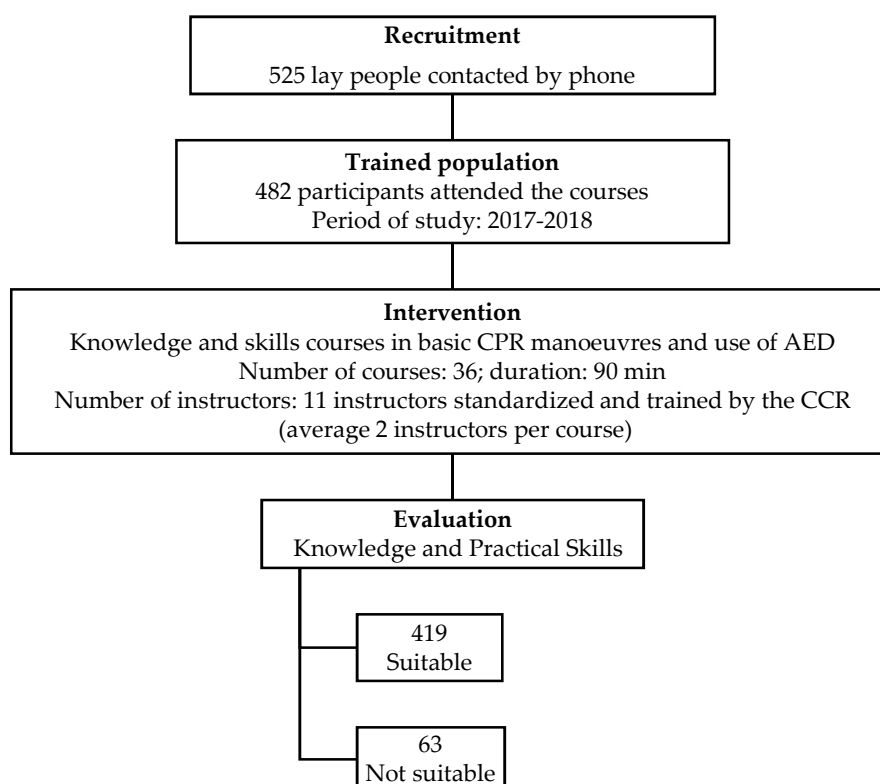 Recruitment
525 lay people contacted by phone
Trained population
482 participants attended the courses
Period of study: 2017-2018
Intervention
Knowledge and skills courses in basic CPR manoeuvres and use of AED
Number of courses: 36; duration: 90 min
Number of instructors: 11 instructors standardized and trained by the CCR
(average 2 instructors per course)
Evaluation
Knowledge and Practical Skills
419
Suitable
63
Not suitable